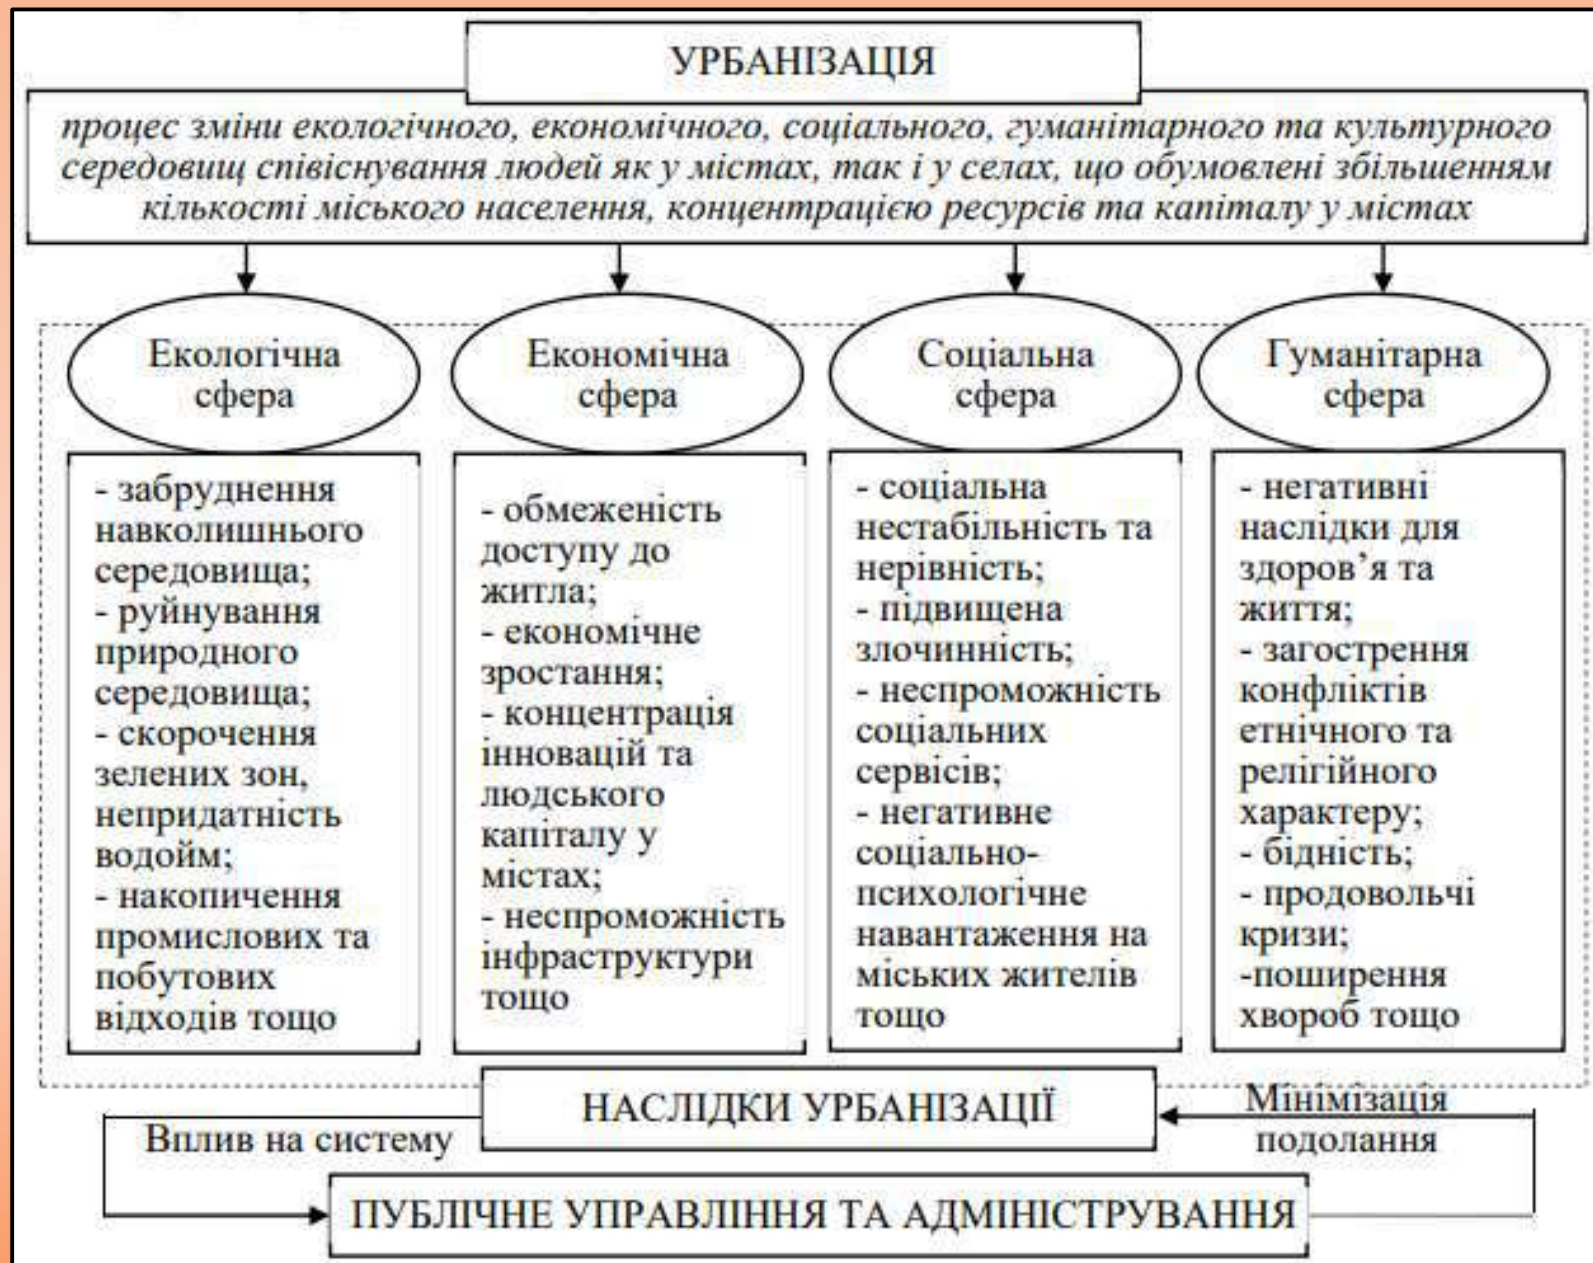 УРБАНІЗАЦІЯ
процес зміни екологічного, економічного, соціального, гуманітарного та культурного
середовищ співіснування людей як у містах, так і у селах, що обумовлені збільшенням
кількості міського населення, концентрацією ресурсів та капіталу у містах
Екологічна
сфера
- забруднення
навколишнього
середовища;
- руйнування
природного
середовища;
- скорочення
зелених зон,
непридатність
водойм;
- накопичення
промислових та
побутових
відходів тощо
Економічна
сфера
- обмеженість
доступу до
житла;
- економічне
зростання;
- концентрація
інновацій та
людського
капіталу у
містах;
- неспроможність
інфраструктури
тощо
Соціальна
сфера
- соціальна
нестабільність та
нерівність;
- підвищена
злочинність;
- неспроможність
соціальних
сервісів;
- негативне
соціально-
психологічне
навантаження на
міських жителів
тощо
Гуманітарна
сфера
- негативні
наслідки для
здоров’я та
життя;
- загострення
конфліктів
етнічного та
релігійного
характеру;
- бідність;
- продовольчі
кризи;
-поширення
хвороб тощо
НАСЛІДКИ УРБАНІЗАЦІЇ
Вплив на систему
Мінімізація
подолання
ПУБЛІЧНЕ УПРАВЛІННЯ ТА АДМІНІСТРУВАННЯ